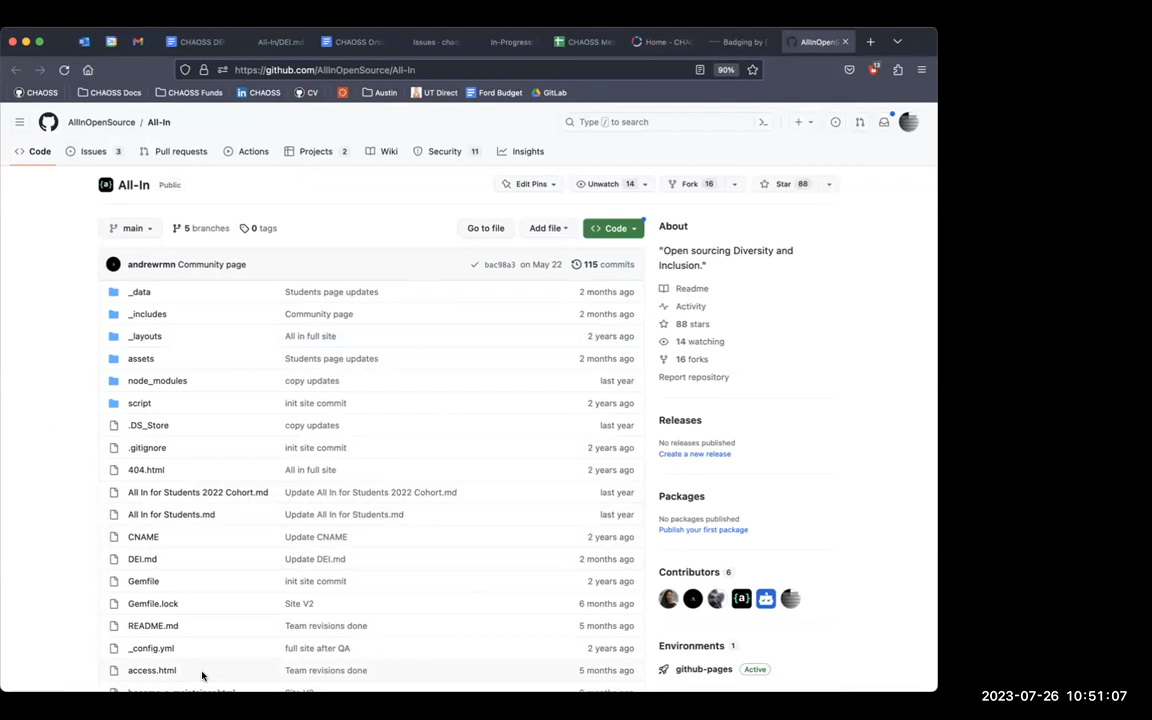 CHAOSS DE
All-In/DEI.md
CHAOSS Oni
Issues · chao
In-Progress:
CHAOSS Mee
Home - CHA
Badging by (
AllInOpenS
https://github.com/AllInOpenSource/All-In
90%
13
CHAOSS
CHAOSS Docs
CHAOSS Funds
CHAOSS
CV
Austin
UT Direct
Ford Budget
GitLab
AllInOpenSource / All-In
Type / to search
Code
Issues 3
Pull requests
Actions
Projects 2
Wiki
Security 11
Insights
All-In Public
Edit Pins
Unwatch 14
Fork 16
Star 88
main
5 branches
0 tags
Go to file
Add file
Code
andrewrmn Community page
bac98a3 on May 22
115 commits
_data Students page updates 2 months ago
_includes Community page 2 months ago
_layouts All in full site 2 years ago
assets Students page updates 2 months ago
node_modules copy updates last year
script init site commit 2 years ago
.DS_Store copy updates last year
.gitignore init site commit 2 years ago
404.html All in full site 2 years ago
All In for Students 2022 Cohort.md Update All In for Students 2022 Cohort.md last year
All In for Students.md Update All In for Students.md last year
CNAME Update CNAME 2 years ago
DEI.md Update DEI.md 2 months ago
Gemfile init site commit 2 years ago
Gemfile.lock Site V2 6 months ago
README.md Team revisions done 5 months ago
_config.yml full site after QA 2 years ago
access.html Team revisions done 5 months ago
About
"Open sourcing Diversity and
Inclusion."
Readme
Activity
88 stars
14 watching
16 forks
Report repository
Releases
No releases published
Create a new release
Packages
No packages published
Publish your first package
Contributors 6
Environments 1
github-pages Active
2023-07-26 10:51:07